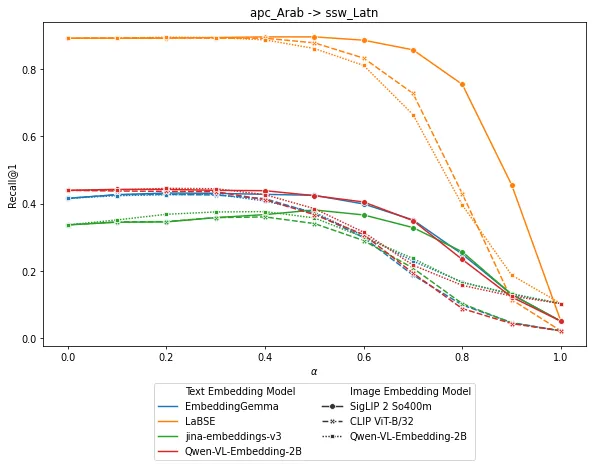 apc_Arab -> ssw_Latn
Recall@1
0.8
0.6
0.4
0.2
0.0
0.0 0.2 0.4 0.6 0.8 1.0
α
Text Embedding Model
EmbeddingGemma
LaBSE
jina-embeddings-v3
Qwen-VL-Embedding-2B
Image Embedding Model
SigLIP 2 So400m
CLIP ViT-B/32
Qwen-VL-Embedding-2B